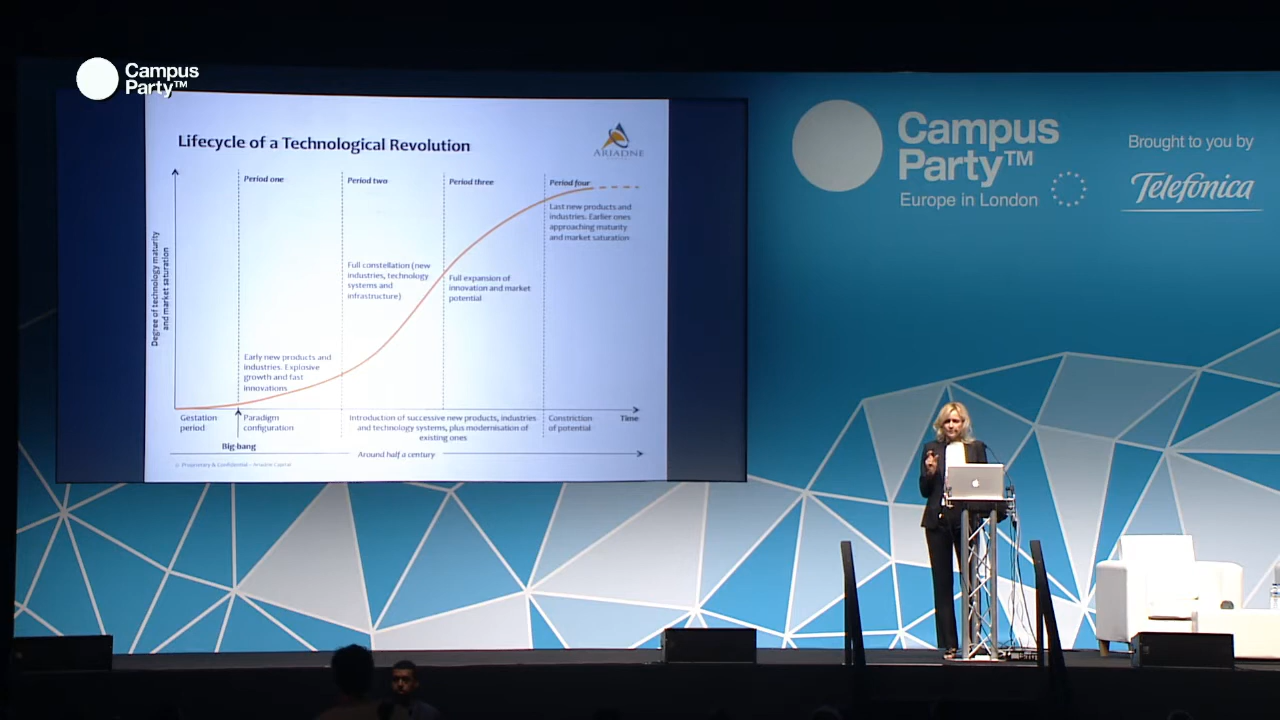 Campus
Party™
Lifecycle of a Technological Revolution
ARIADNE
Period one
Period two
Period three
Period four
Degree of technology maturity
and market saturation
Early new products and
industries. Explosive
growth and fast
innovations
Full constellation (new
industries, technology
systems and
infrastructure)
Full expansion of
innovation and market
potential
Last new products and
industries. Earlier ones
approaching maturity
and market saturation
Gestation
period
Paradigm
configuration
Introduction of successive new products, industries
and technology systems, plus modernisation of
existing ones
Constriction
of potential
Time
Big-bang
Around half a century
Proprietary & Confidential – Ariadne Capital
Campus
Party™
Europe in London
Brought to you by
Telefónica